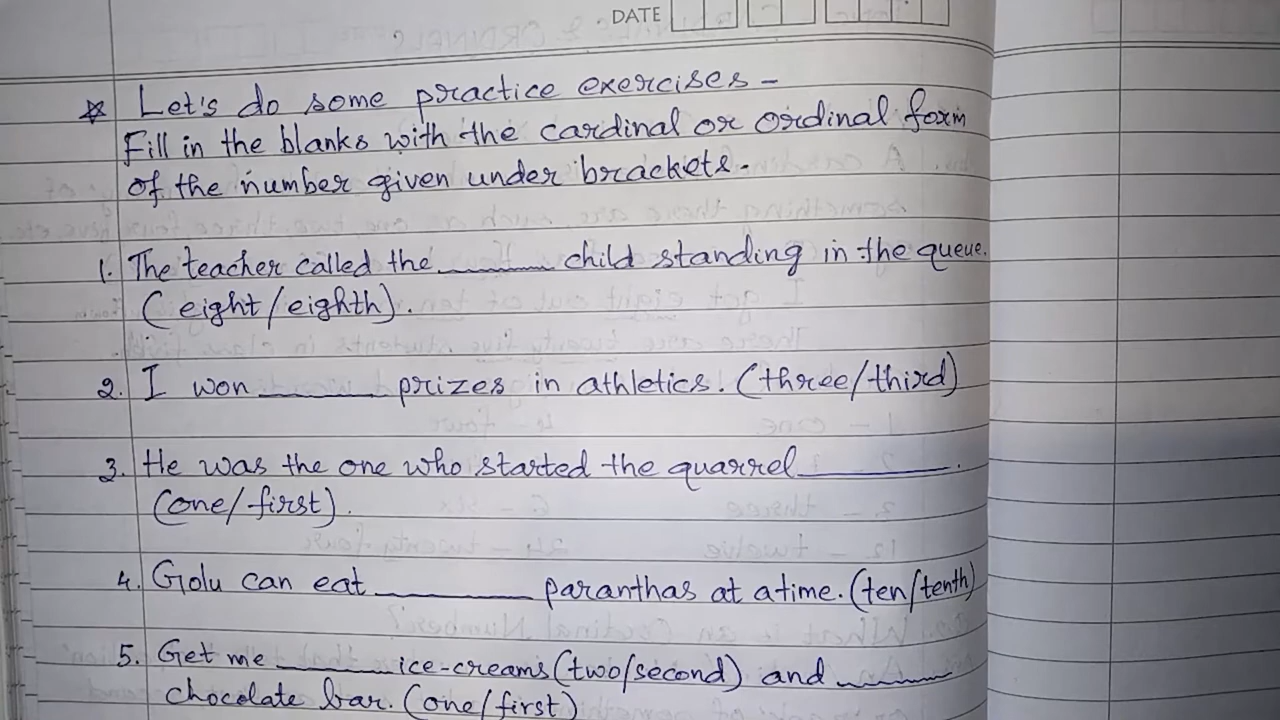 DATE
☆ Let's do some practice exercises -
Fill in the blanks with the cardinal or ordinal form
of the number given under brackets.
1. The teacher called the ______ child standing in the queue.
(eight/eighth).
2. I won ______ prizes in athletics. (three/third)
3. He was the one who started the quarrel ______.
(one/first).
4. Golu can eat ______ paranthas at a time. (ten/tenth)
5. Get me ______ ice-creams (two/second) and ______
chocolate bar. (one/first)